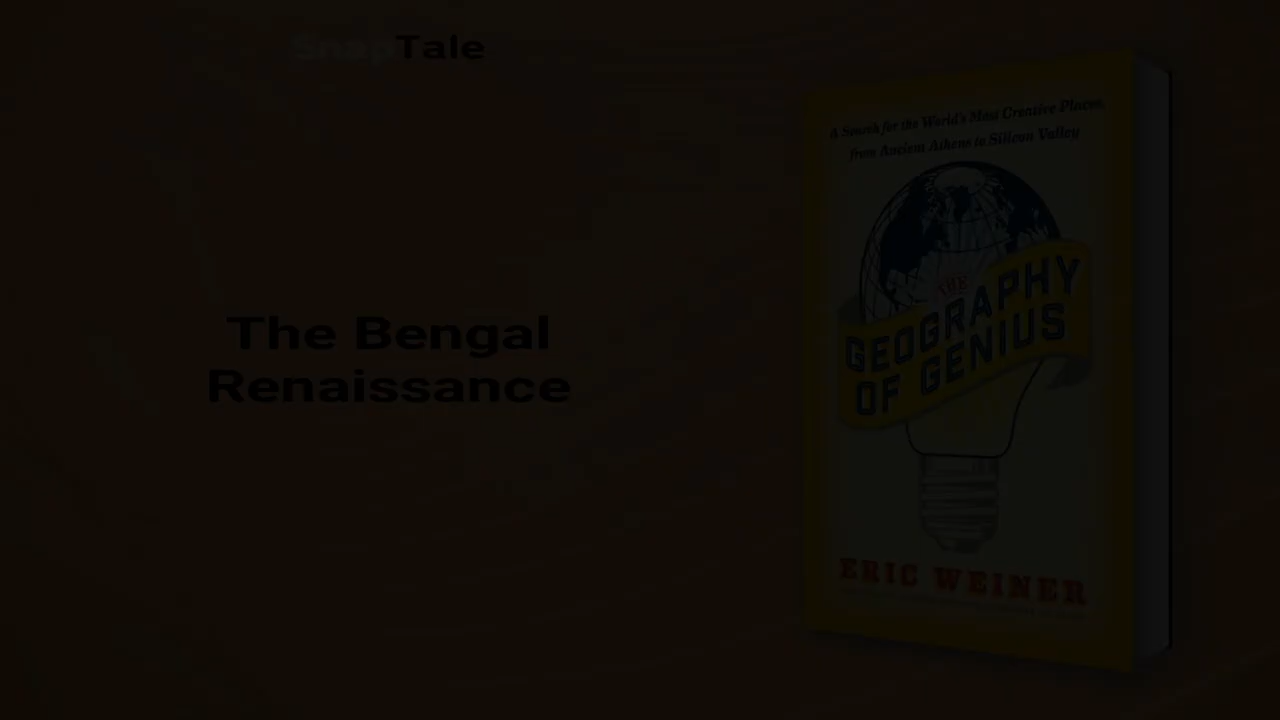 SnapTale
A Search for the World's Most Creative Places,
from Ancient Athens to Silicon Valley
THE
GEOGRAPHY
OF GENIUS
The Bengal
Renaissance
ERIC WEINER